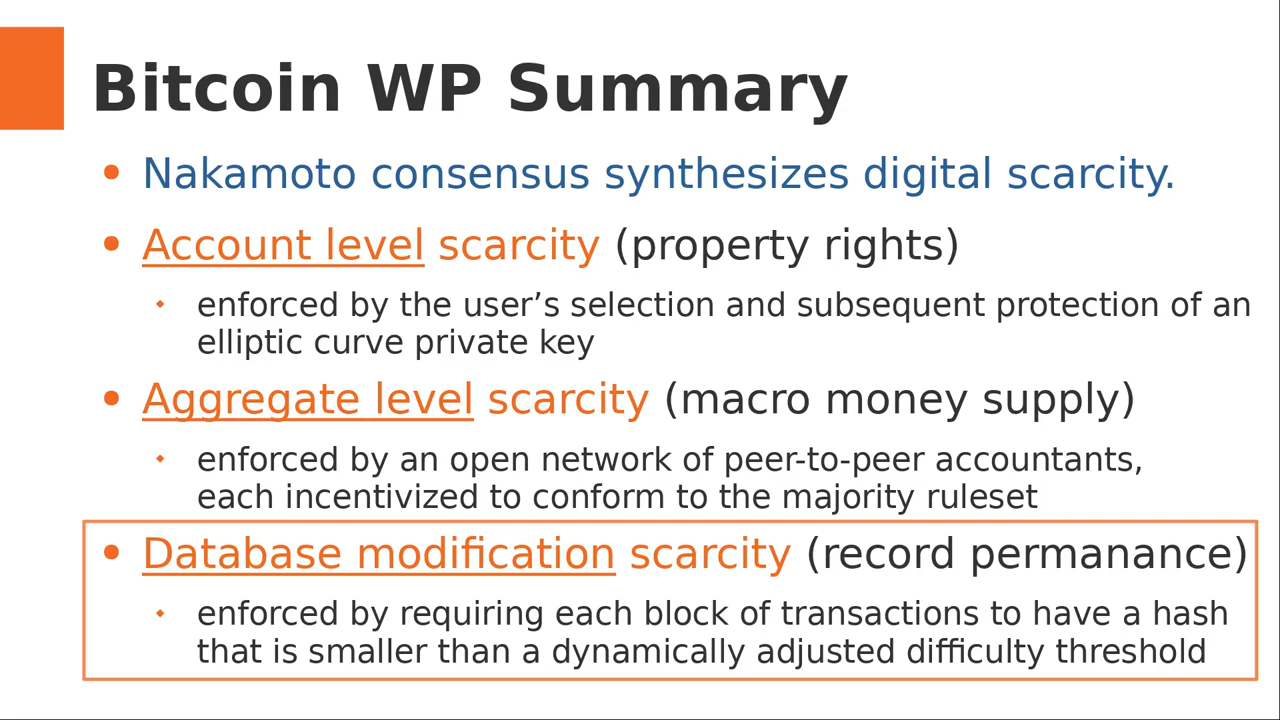 Bitcoin WP Summary
• Nakamoto consensus synthesizes digital scarcity.
• Account level scarcity (property rights)
⬩ enforced by the user’s selection and subsequent protection of an
elliptic curve private key
• Aggregate level scarcity (macro money supply)
⬩ enforced by an open network of peer-to-peer accountants,
each incentivized to conform to the majority ruleset
• Database modification scarcity (record permanance)
⬩ enforced by requiring each block of transactions to have a hash
that is smaller than a dynamically adjusted difficulty threshold